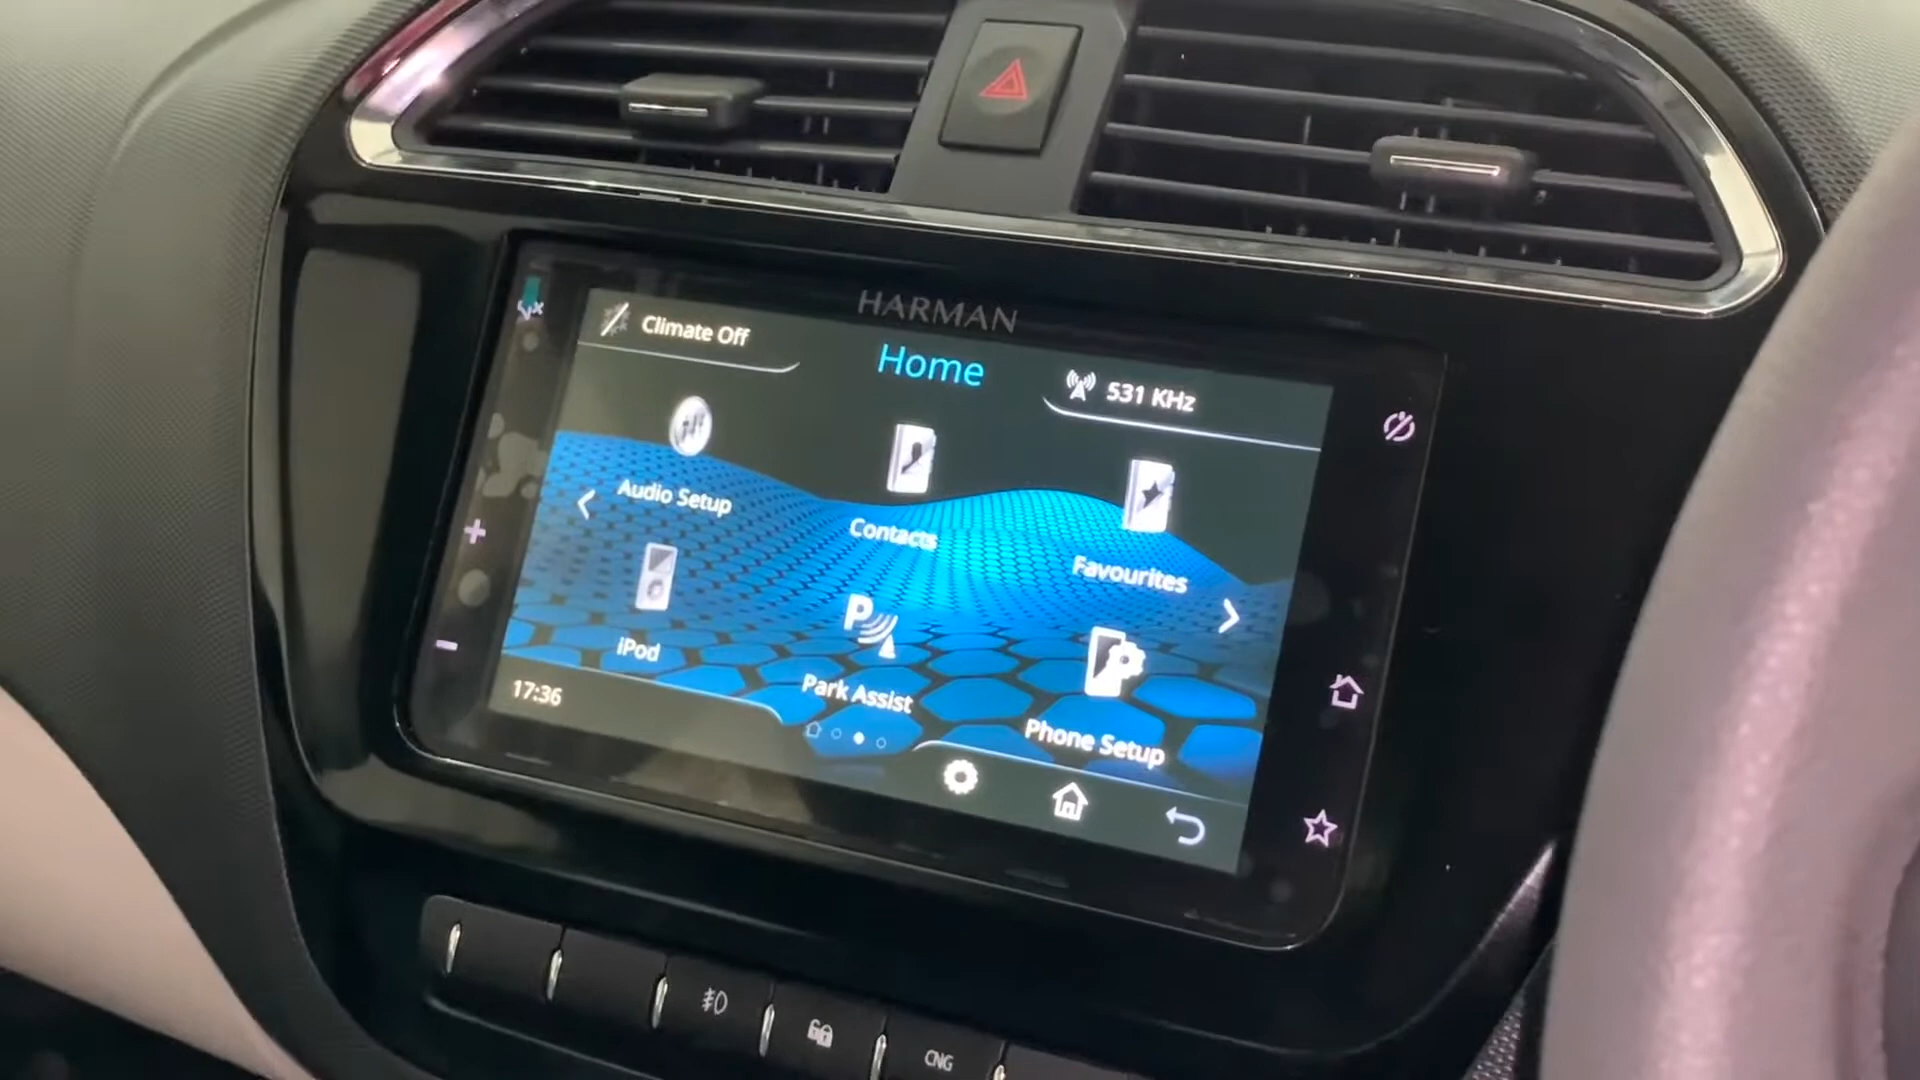 HARMAN
Climate Off
Home
531 KHz
Audio Setup
Contacts
Favourites
iPod
Park Assist
Phone Setup
17:36
CNG